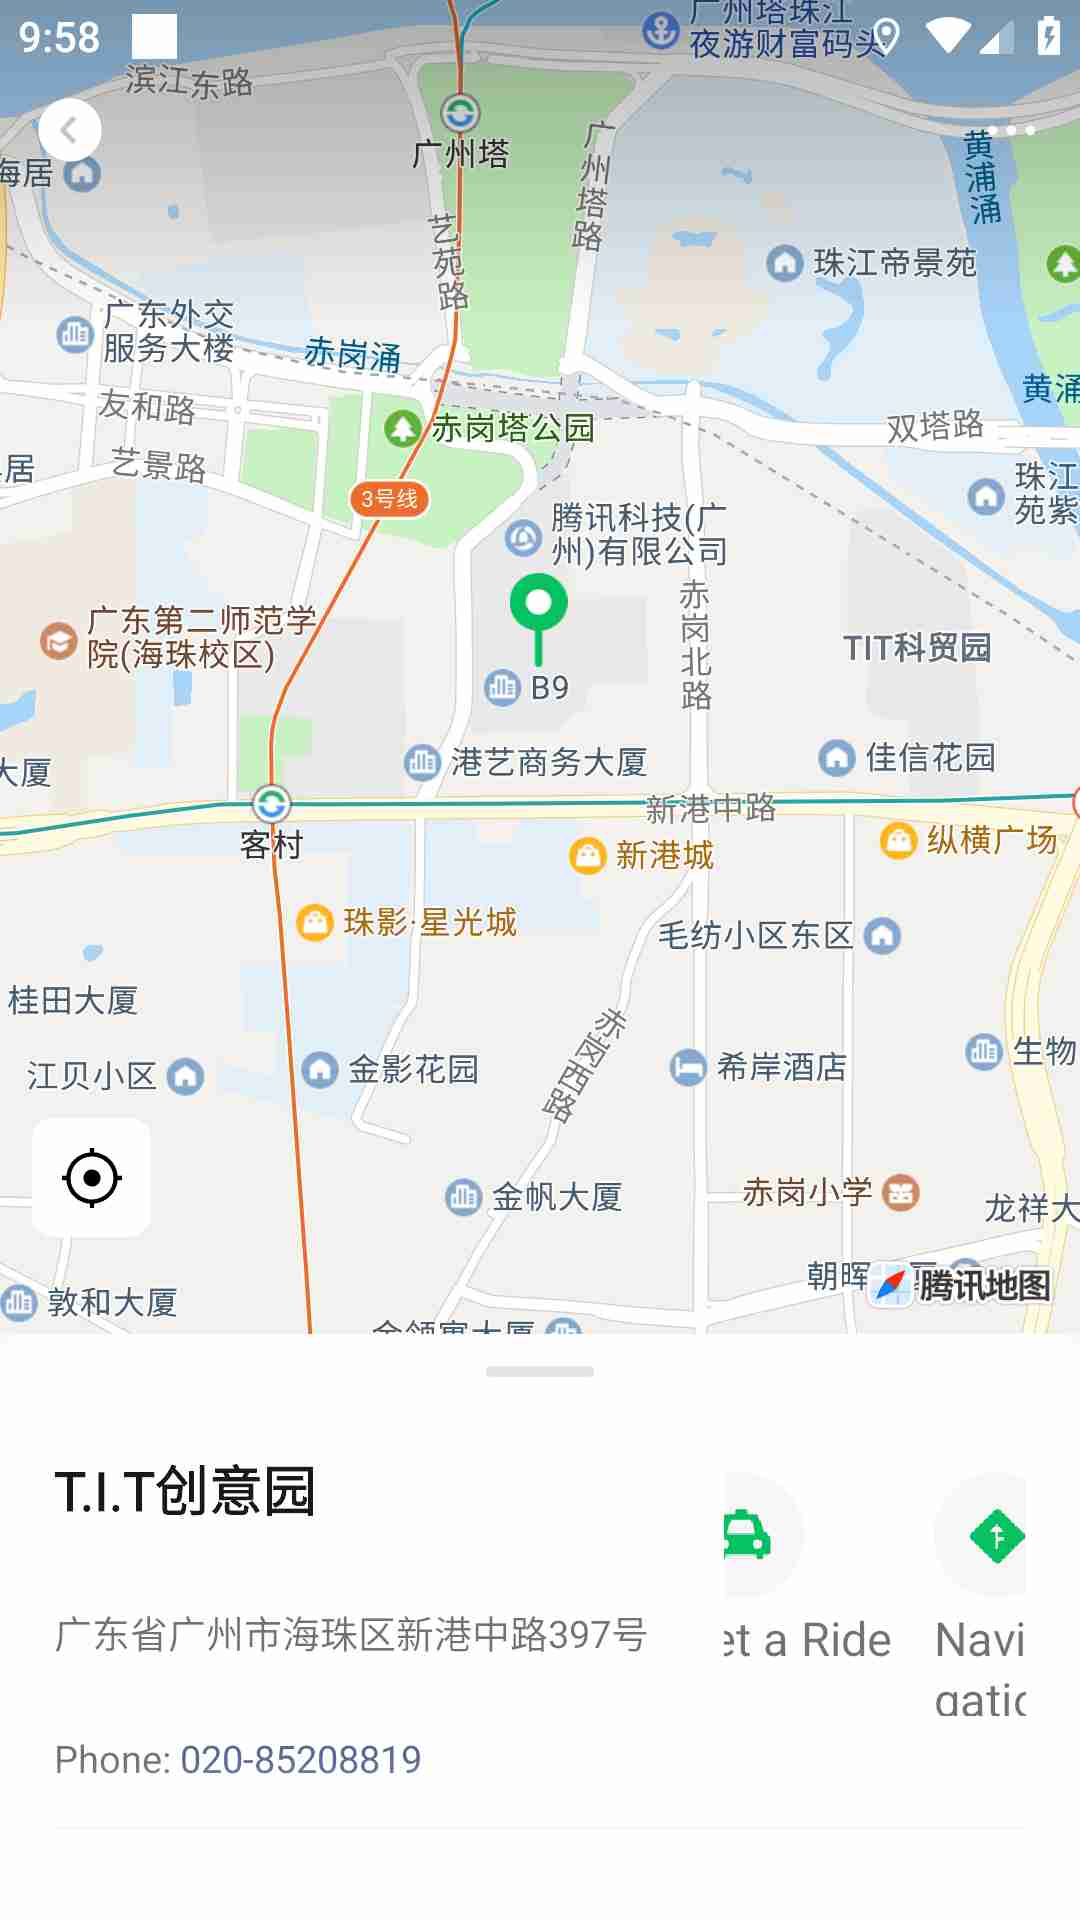 9:58
广州塔珠江
夜游财富码头
滨江东路
海居
广州塔
广州塔路
黄浦涌
艺苑路
珠江帝景苑
广东外交
服务大楼
赤岗涌
黄涌
友和路
赤岗塔公园
双塔路
艺景路
居
3号线
珠江
苑紫
腾讯科技(广
州)有限公司
赤岗北路
广东第二师范学
院(海珠校区)
TIT科贸园
B9
大厦
港艺商务大厦
佳信花园
新港中路
客村
新港城
纵横广场
珠影·星光城
毛纺小区东区
桂田大厦
赤岗西路
江贝小区
金影花园
希岸酒店
生物
金帆大厦
赤岗小学
龙祥大
朝晖
厦
腾讯地图
敦和大厦
金领寓大厦
T.I.T创意园
广东省广州市海珠区新港中路397号
et a Ride
Navi
gatic
Phone: 020-85208819